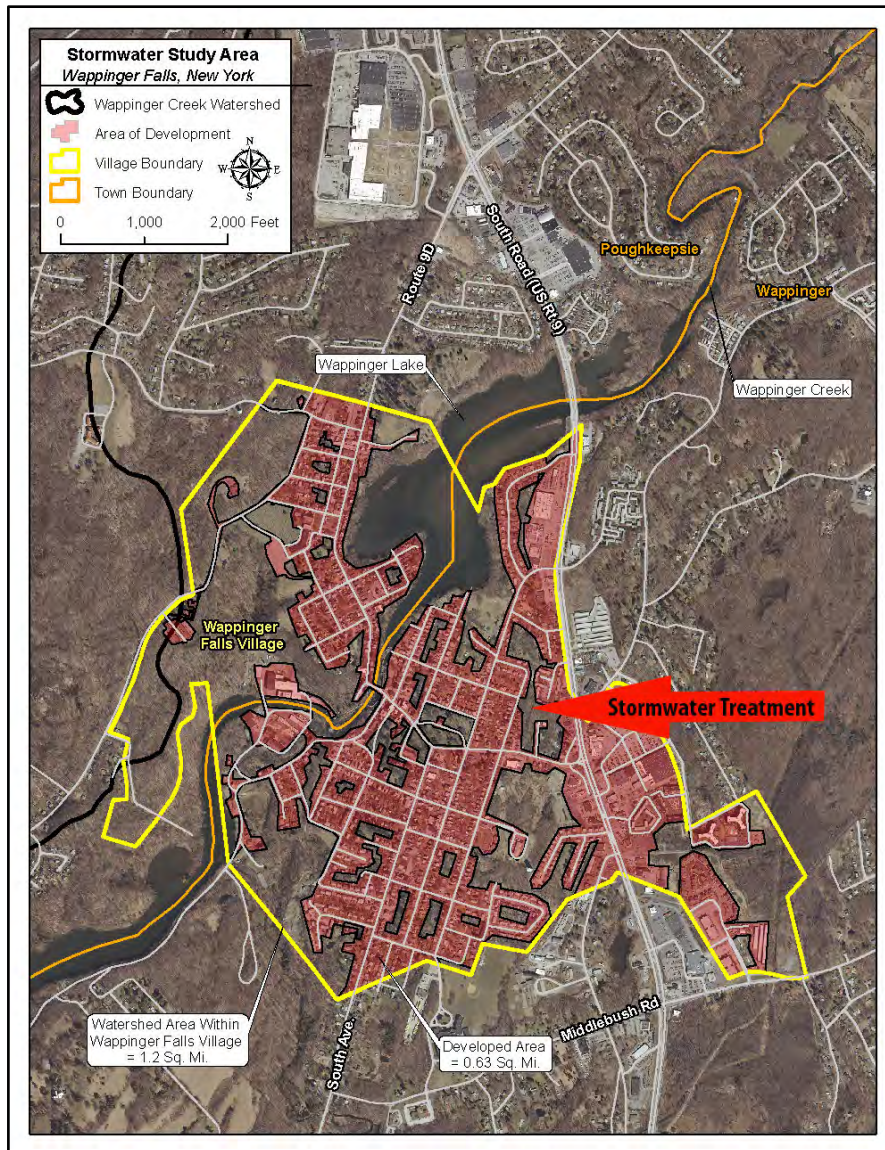 Stormwater Study Area
Wappinger Falls, New York
Wappinger Creek Watershed
Area of Development
Village Boundary
Town Boundary
N
W E
S
0 1,000 2,000 Feet
Route 9D
South Road (US Rt 9)
Poughkeepsie
Wappinger
Wappinger Lake
Wappinger Creek
Wappinger
Falls Village
Stormwater Treatment
Watershed Area Within
Wappinger Falls Village
= 1.2 Sq. Mi.
South Ave.
Developed Area
= 0.63 Sq. Mi.
Middlebush Rd